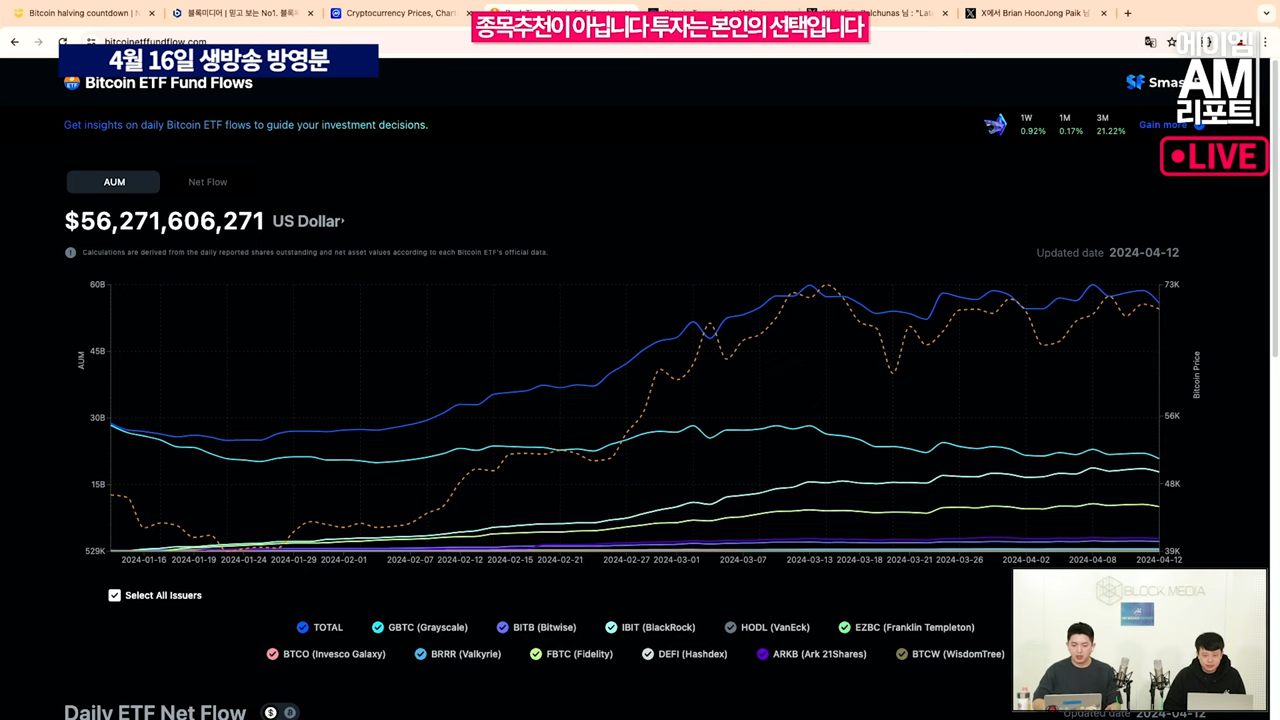 Bitcoin halving countdown | N
블록미디어 | 믿고 보는 No1. 블록
Cryptocurrency Prices, Chart
X에서 Brian HoonJong Paik 님
종목추천이 아닙니다 투자는 본인의 선택입니다
bitcoinetffundflow.com
4월 16일 생방송 방영분
에이엠
AM
리포트
LIVE
Bitcoin ETF Fund Flows
Get insights on daily Bitcoin ETF flows to guide your investment decisions.
1W 1M 3M
0.92% 0.17% 21.22%
Gain more
AUM Net Flow
$56,271,606,271 US Dollar
Calculations are derived from the daily reported shares outstanding and net asset values according to each Bitcoin ETF's official data.
Updated date 2024-04-12
60B 73K
45B
AUM
Bitcoin Price
30B 56K
15B 48K
529K 39K
2024-01-16 2024-01-19 2024-01-24 2024-01-29 2024-02-01 2024-02-07 2024-02-12 2024-02-15 2024-02-21 2024-02-27 2024-03-01 2024-03-07 2024-03-13 2024-03-18 2024-03-21 2024-03-26 2024-04-02 2024-04-08 2024-04-12
Select All Issuers
TOTAL GBTC (Grayscale) BITB (Bitwise) IBIT (BlackRock) HODL (VanEck) EZBC (Franklin Templeton)
BTCO (Invesco Galaxy) BRRR (Valkyrie) FBTC (Fidelity) DEFI (Hashdex) ARKB (Ark 21Shares) BTCW (WisdomTree)
BLOCK MEDIA
Daily ETF Net Flow
Updated date 2024-04-12